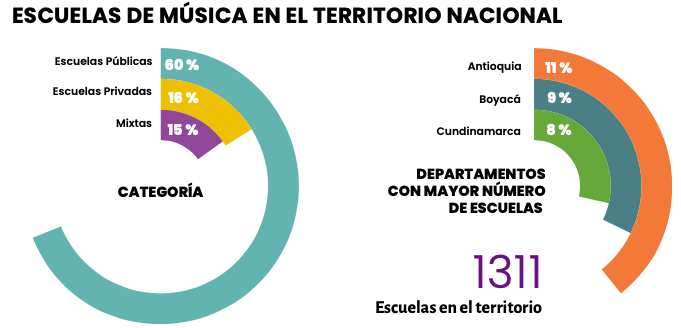 ESCUELAS DE MÚSICA EN EL TERRITORIO NACIONAL
Escuelas Públicas 60 %
Escuelas Privadas 16 %
Mixtas 15 %
CATEGORÍA
Antioquia 11 %
Boyacá 9 %
Cundinamarca 8 %
DEPARTAMENTOS
CON MAYOR NÚMERO
DE ESCUELAS
1311
Escuelas en el territorio